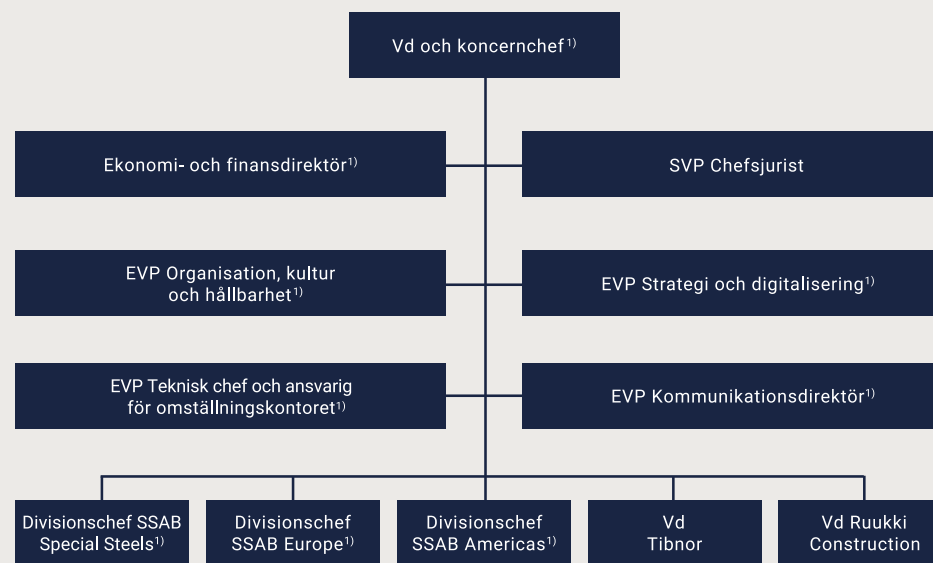 Vd och koncernchef¹⁾
Ekonomi- och finansdirektör¹⁾
SVP Chefsjurist
EVP Organisation, kultur
och hållbarhet¹⁾
EVP Strategi och digitalisering¹⁾
EVP Teknisk chef och ansvarig
för omställningskontoret¹⁾
EVP Kommunikationsdirektör¹⁾
Divisionschef SSAB
Special Steels¹⁾
Divisionschef
SSAB Europe¹⁾
Divisionschef
SSAB Americas¹⁾
Vd
Tibnor
Vd Ruukki
Construction